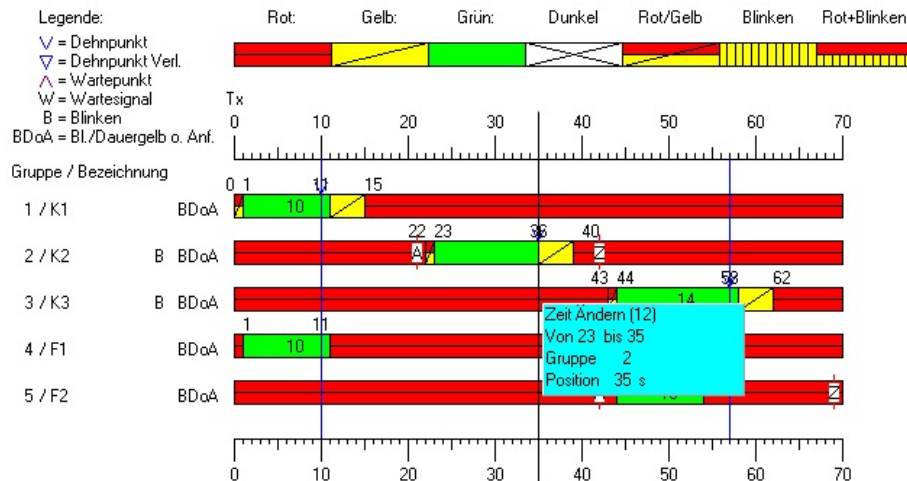 Legende:
V = Dehnpunkt
▽ = Dehnpunkt Verl.
Λ = Wartepunkt
W = Wartesignal
B = Blinken
BDoA = Bl./Dauergelb o. Anf.
Rot: Gelb: Grün: Dunkel Rot/Gelb Blinken Rot+Blinken
Tx
0 10 20 30 40 50 60 70
Gruppe / Bezeichnung
0 1 11 15
1 / K1 BDoA 10
22 23 36 40
2 / K2 B BDoA A Z
43 44 58 62
3 / K3 B BDoA 14
1 11
4 / F1 BDoA 10
Zeit Ändern (12)
Von 23 bis 35
Gruppe 2
Position 35 s
5 / F2 BDoA Z
0 10 20 30 40 50 60 70